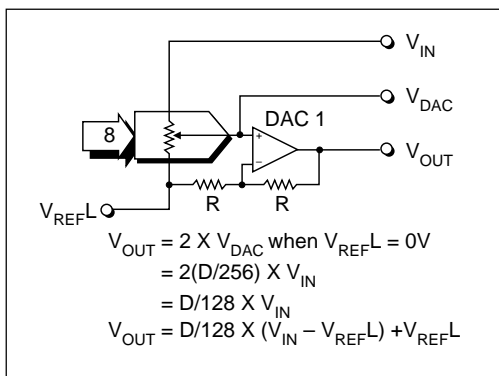 V_IN
V_DAC
DAC 1
8
+
–
V_OUT
R R
V_REFL
V_OUT = 2 X V_DAC when V_REFL = 0V
= 2(D/256) X V_IN
= D/128 X V_IN
V_OUT = D/128 X (V_IN – V_REFL) +V_REFL